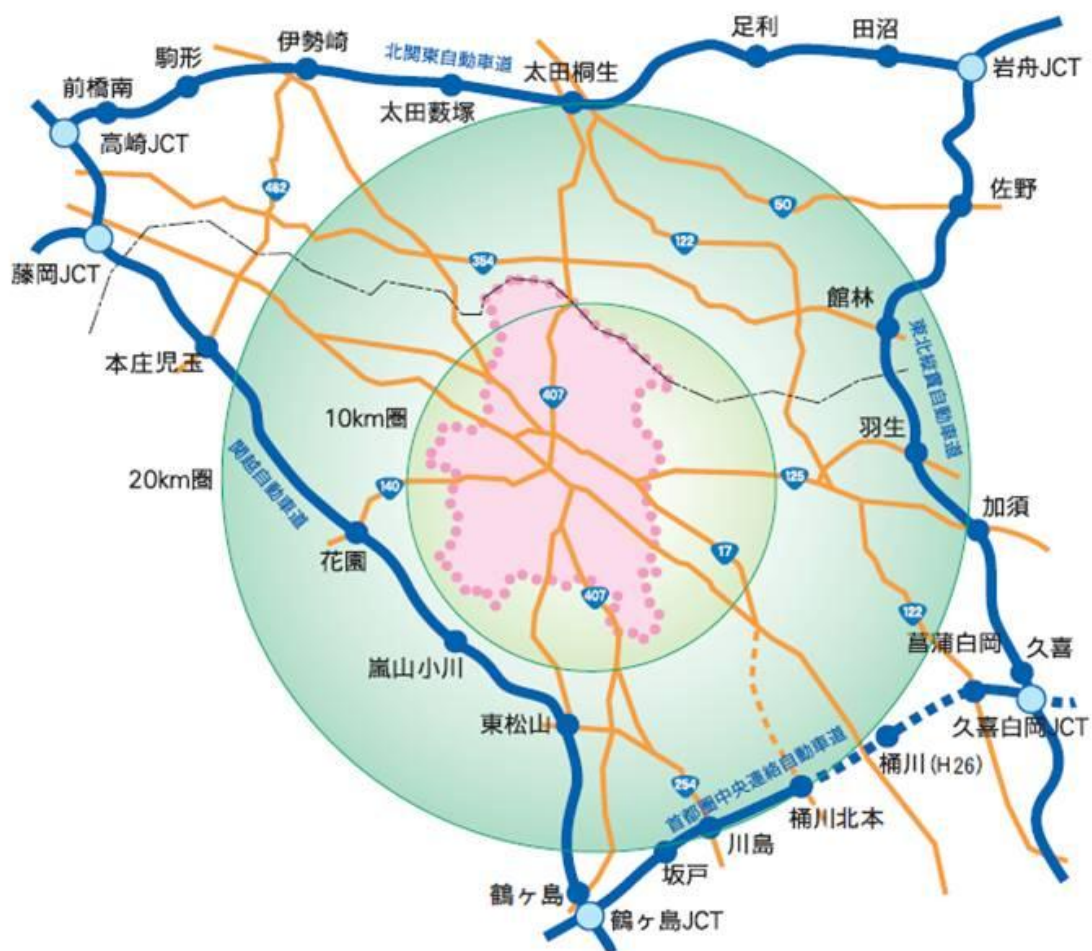 足利
田沼
伊勢崎
北関東自動車道
駒形
太田桐生
岩舟JCT
前橋南
太田藪塚
高崎JCT
462
佐野
50
122
354
藤岡JCT
館林
東北縦貫自動車道
本庄児玉
407
10km圏
羽生
20km圏
関越自動車道
140
125
加須
花園
17
407
122
菖蒲白岡
久喜
嵐山小川
東松山
久喜白岡JCT
桶川(H26)
254
首都圏中央連絡自動車道
桶川北本
川島
坂戸
鶴ヶ島
鶴ヶ島JCT